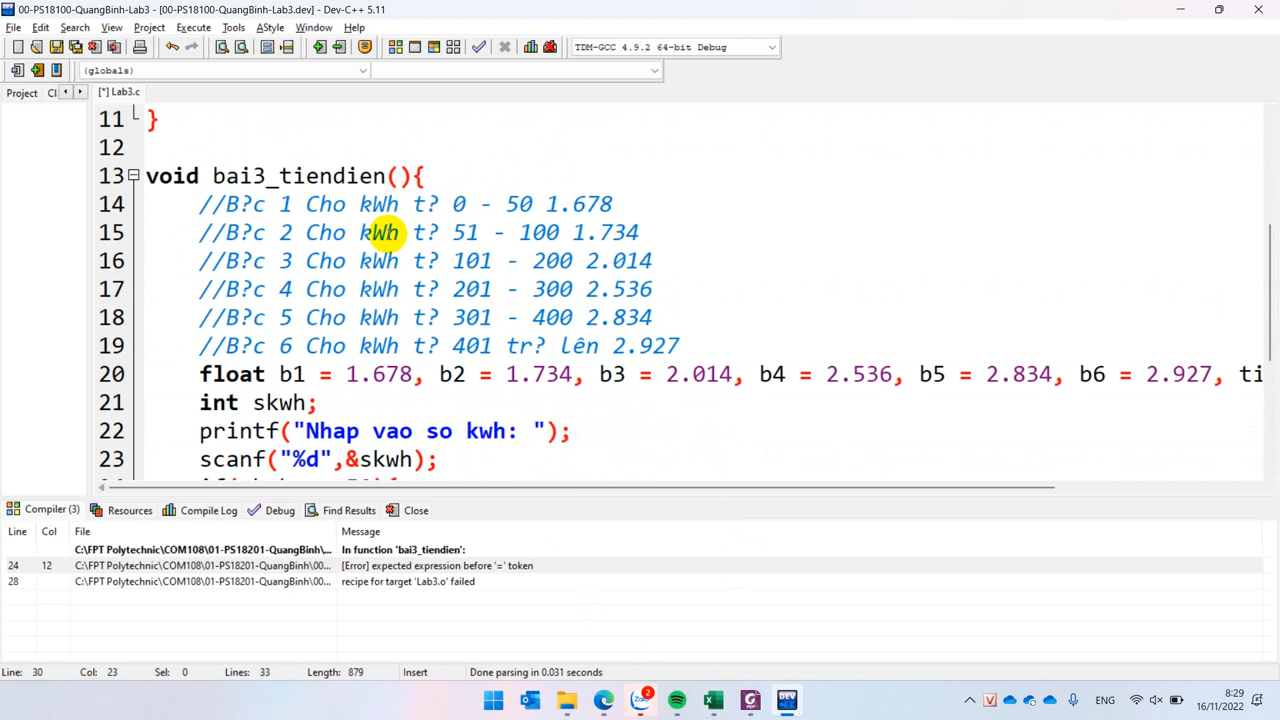 00-PS18100-QuangBinh-Lab3 - [00-PS18100-QuangBinh-Lab3.dev] - Dev-C++ 5.11
File Edit Search View Project Execute Tools AStyle Window Help
TDM-GCC 4.9.2 64-bit Debug
(globals)
Project Cl [*] Lab3.c
11 }
12
13 void bai3_tiendien(){
14 //B?c 1 Cho kWh t? 0 - 50 1.678
15 //B?c 2 Cho kWh t? 51 - 100 1.734
16 //B?c 3 Cho kWh t? 101 - 200 2.014
17 //B?c 4 Cho kWh t? 201 - 300 2.536
18 //B?c 5 Cho kWh t? 301 - 400 2.834
19 //B?c 6 Cho kWh t? 401 tr? lên 2.927
20 float b1 = 1.678, b2 = 1.734, b3 = 2.014, b4 = 2.536, b5 = 2.834, b6 = 2.927, ti
21 int skwh;
22 printf("Nhap vao so kwh: ");
23 scanf("%d",&skwh);
Compiler (3) Resources Compile Log Debug Find Results Close
Line Col File Message
C:\FPT Polytechnic\COM108\01-PS18201-QuangBinh\... In function 'bai3_tiendien':
24 12 C:\FPT Polytechnic\COM108\01-PS18201-QuangBinh\00... [Error] expected expression before '=' token
28 C:\FPT Polytechnic\COM108\01-PS18201-QuangBinh\00... recipe for target 'Lab3.o' failed
Line: 30 Col: 23 Sel: 0 Lines: 33 Length: 879 Insert Done parsing in 0.031 seconds
Zalo 2 DEV ENG 8:29
16/11/2022